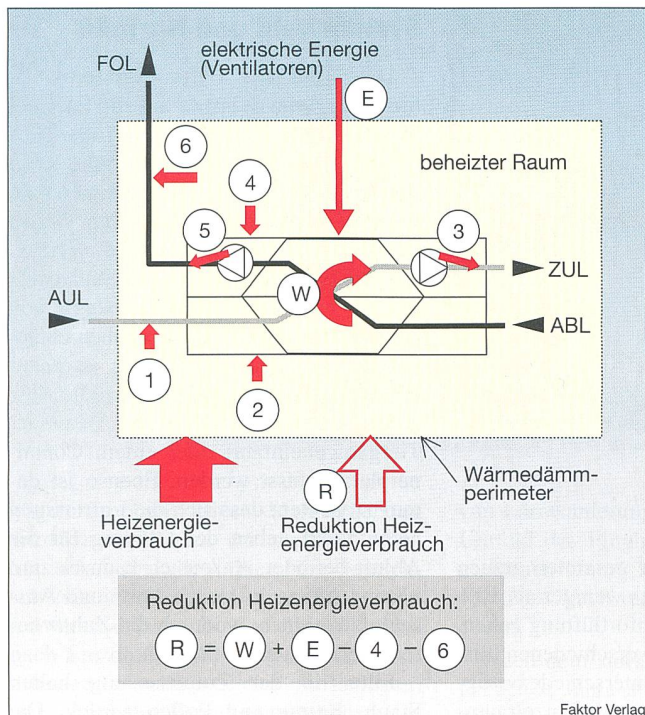 elektrische Energie
(Ventilatoren)
FOL
E
6
4
beheizter Raum
5
3
W
ZUL
AUL
ABL
1
2
Wärmedämm-
perimeter
R
Heizenergie-
verbrauch
Reduktion Heiz-
energieverbrauch
Reduktion Heizenergieverbrauch:
R = W + E – 4 – 6
Faktor Verlag